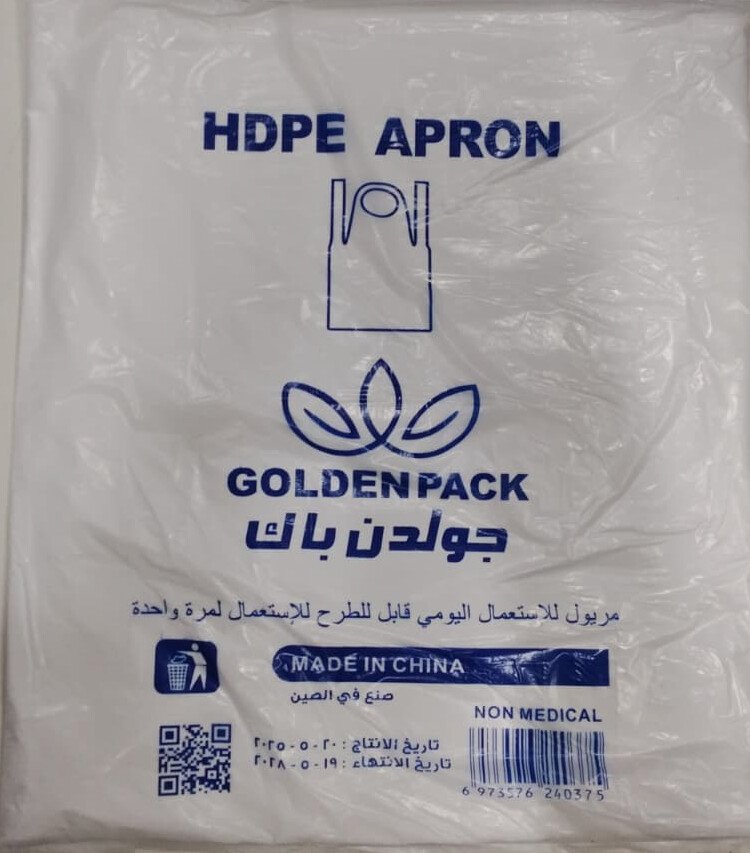 HDPE APRON
GOLDEN PACK
جولدن باك
مريول للاستعمال اليومي قابل للطرح للإستعمال لمرة واحدة
MADE IN CHINA
صنع في الصين
NON MEDICAL
تاريخ الانتاج : ٢٠ - ٥ - ٢٠٢٥
تاريخ الانتهاء : ١٩ - ٥ - ٢٠٢٨
6 973576 240375